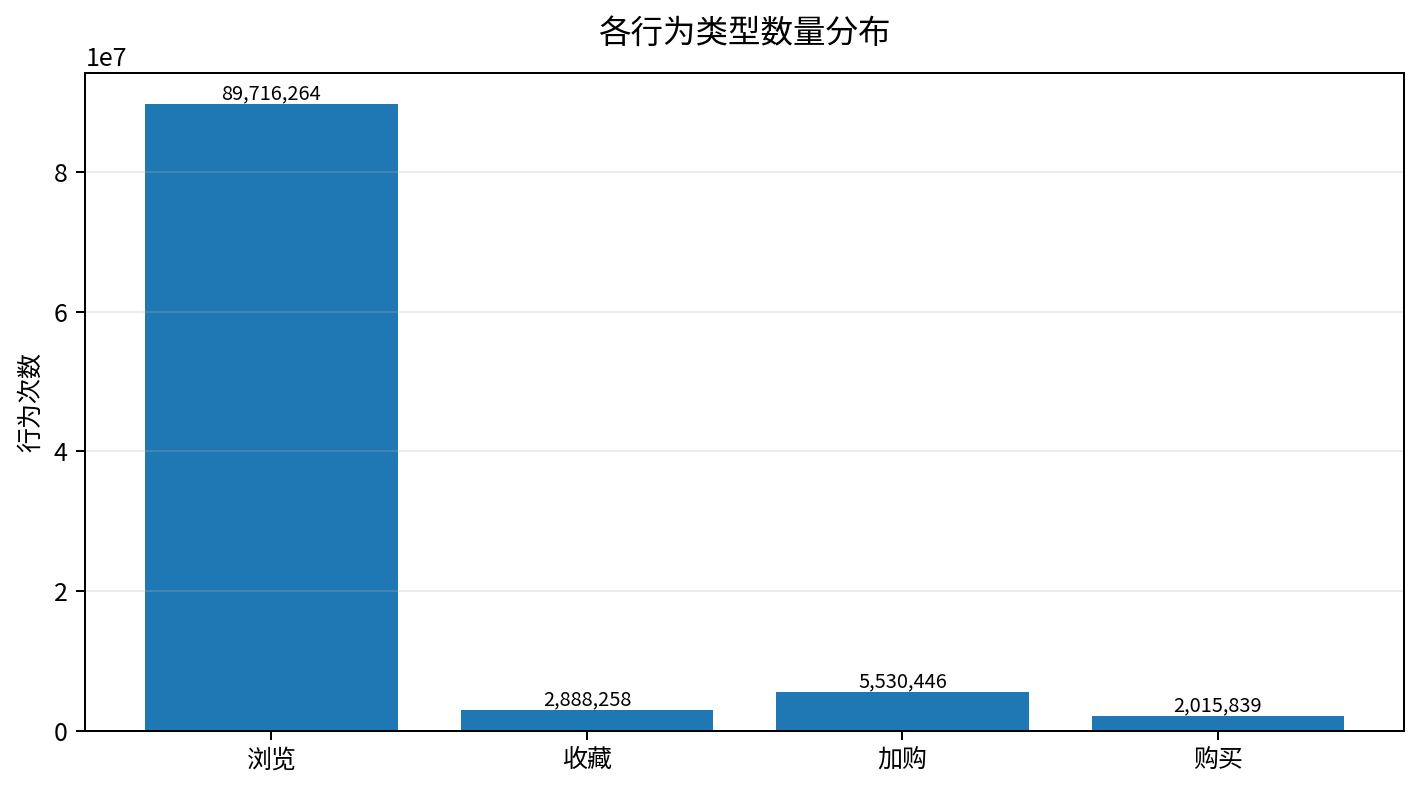 各行为类型数量分布
1e7
89,716,264
8
6
4
2
0
行为次数
2,888,258
5,530,446
2,015,839
浏览
收藏
加购
购买